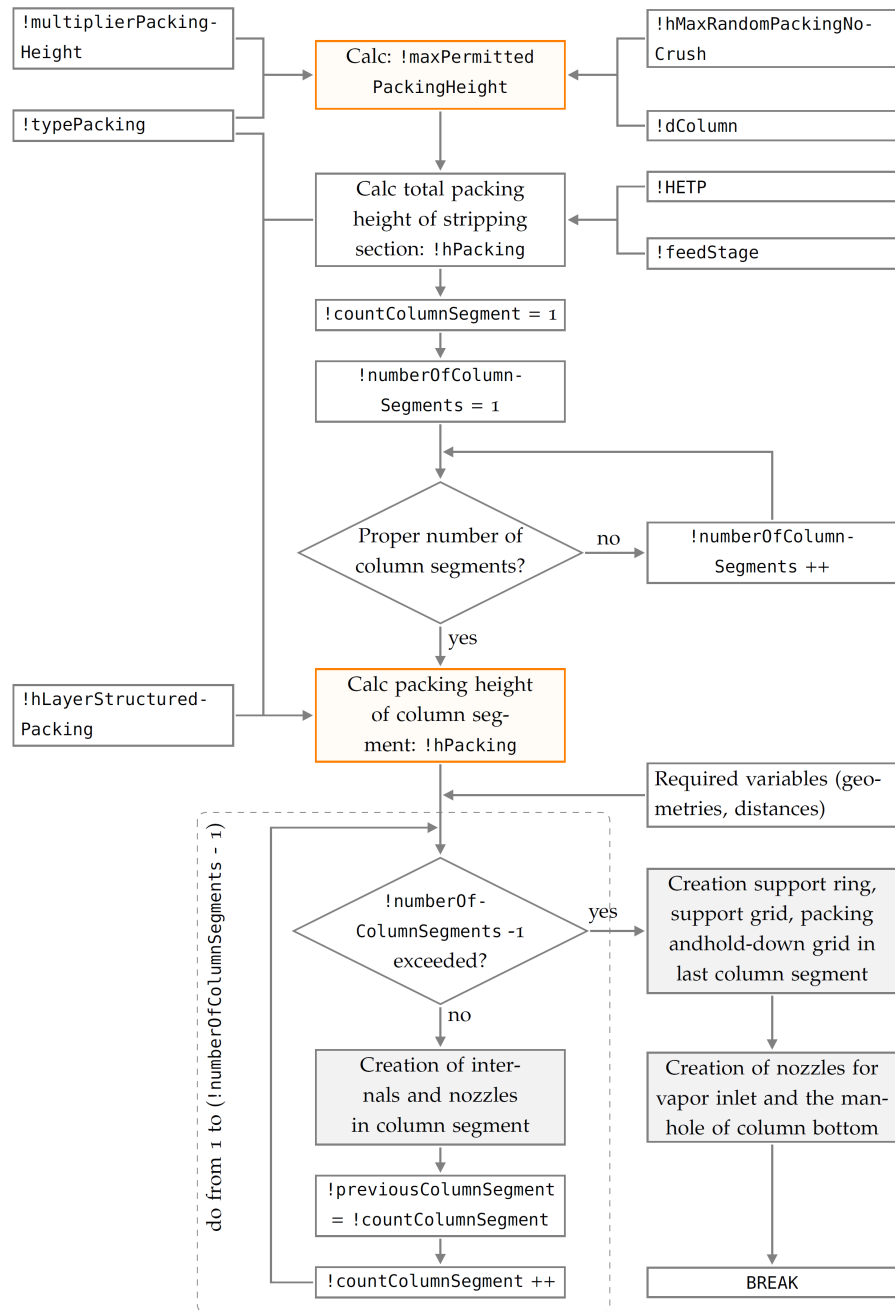 !multiplierPacking-
Height
!typePacking
Calc: !maxPermitted
PackingHeight
!hMaxRandomPackingNo-
Crush
!dColumn
Calc total packing
height of stripping
section: !hPacking
!HETP
!feedStage
!countColumnSegment = 1
!numberOfColumn-
Segments = 1
Proper number of
column segments?
no
!numberOfColumn-
Segments ++
yes
!hLayerStructured-
Packing
Calc packing height
of column seg-
ment: !hPacking
Required variables (geo-
metries, distances)
do from 1 to (!numberOfColumnSegments - 1)
!numberOf-
ColumnSegments -1
exceeded?
yes
Creation support ring,
support grid, packing
andhold-down grid in
last column segment
no
Creation of inter-
nals and nozzles
in column segment
Creation of nozzles for
vapor inlet and the man-
hole of column bottom
!previousColumnSegment
= !countColumnSegment
!countColumnSegment ++
BREAK